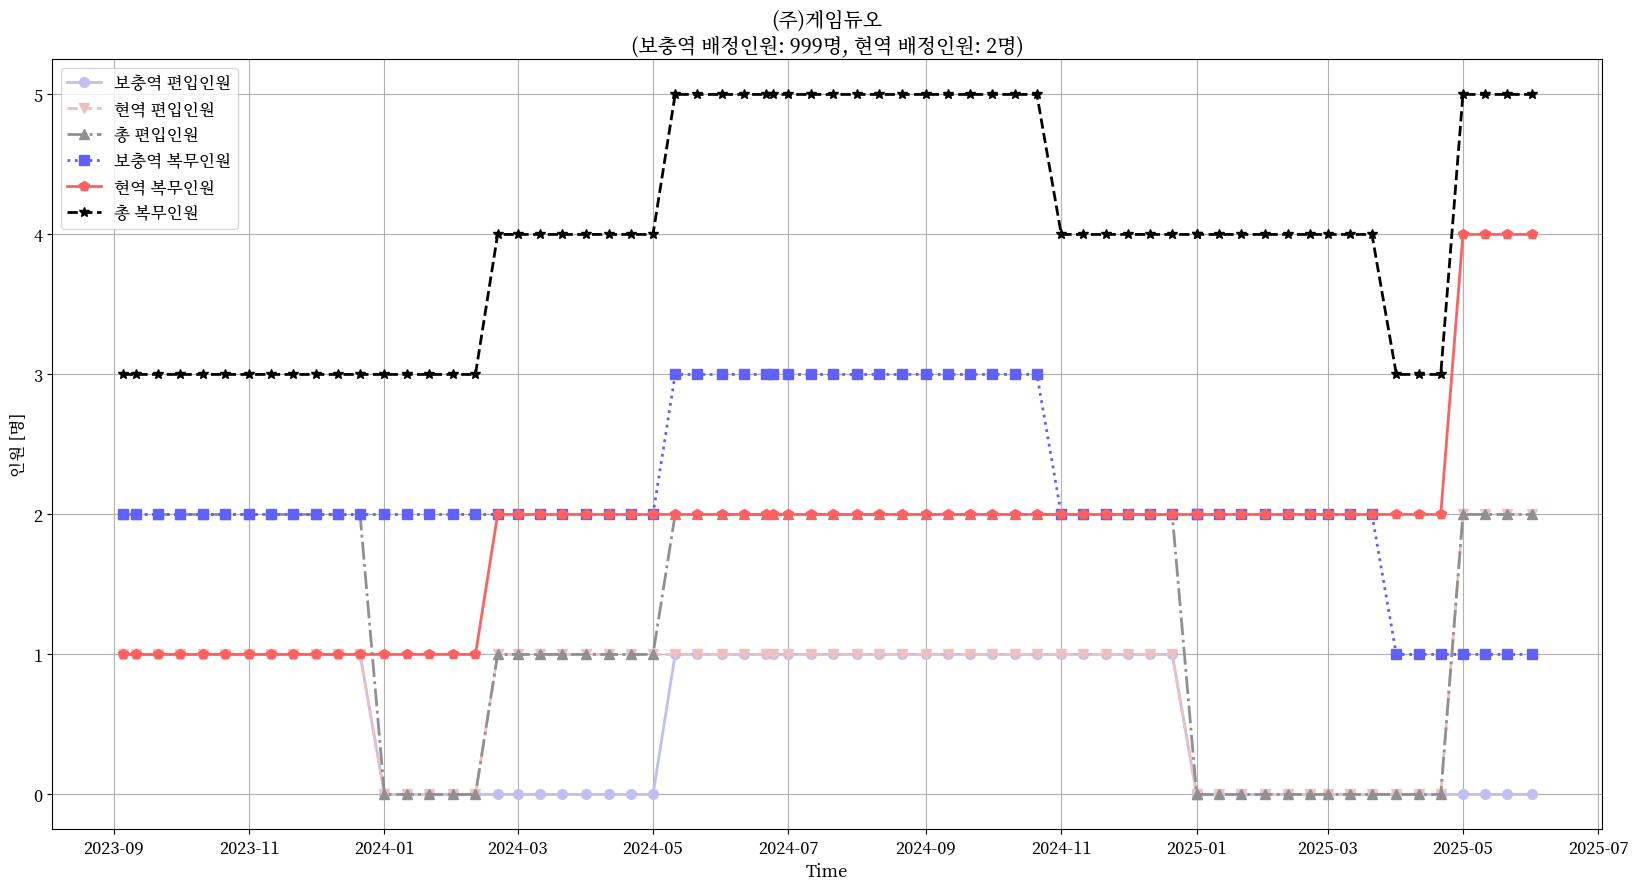 (주)게임듀오
(보충역 배정인원: 999명, 현역 배정인원: 2명)
보충역 편입인원
현역 편입인원
총 편입인원
보충역 복무인원
현역 복무인원
총 복무인원
인원 [명]
5
4
3
2
1
0
2023-09
2023-11
2024-01
2024-03
2024-05
2024-07
2024-09
2024-11
2025-01
2025-03
2025-05
2025-07
Time